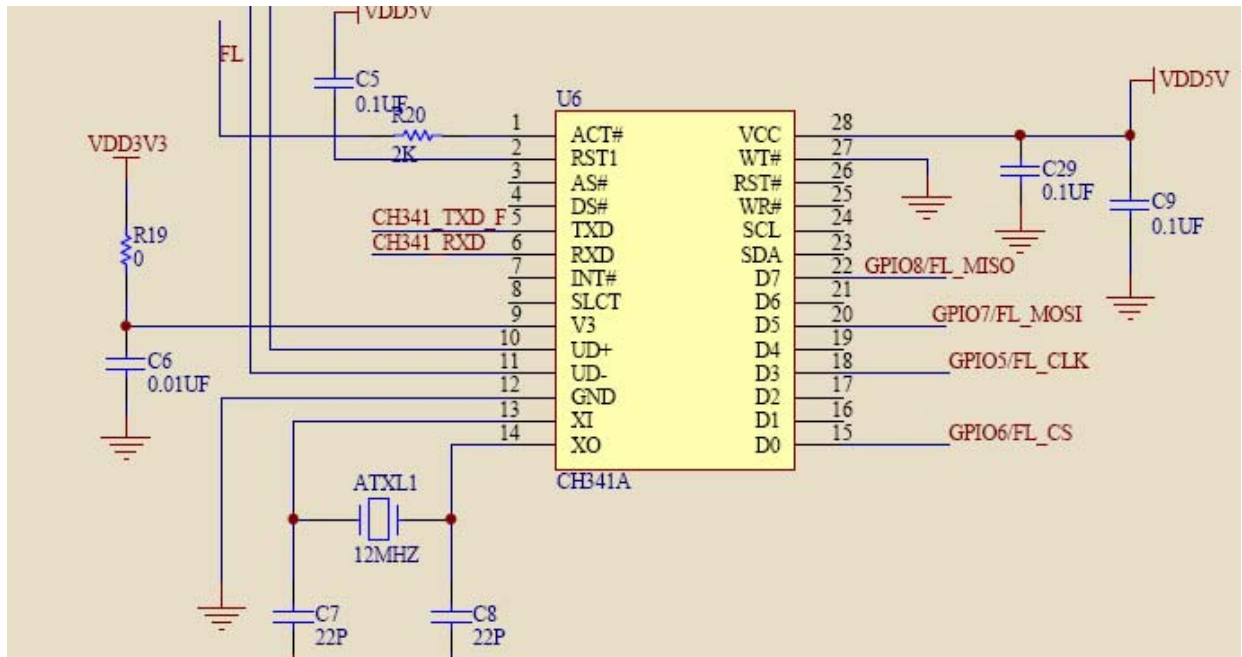 VDD5V
FL
C5
0.1UF
R20
2K
VDD3V3
R19
0
C6
0.01UF
CH341_TXD_F
CH341_RXD
U6
1 ACT# VCC 28
2 RST1 WT# 27
3 AS# RST# 26
4 DS# WR# 25
5 TXD SCL 24
6 RXD SDA 23
7 INT# D7 22
8 SLCT D6 21
9 V3 D5 20
10 UD+ D4 19
11 UD- D3 18
12 GND D2 17
13 XI D1 16
14 XO D0 15
CH341A
VDD5V
C29
0.1UF
C9
0.1UF
GPIO8/FL_MISO
GPIO7/FL_MOSI
GPIO5/FL_CLK
GPIO6/FL_CS
ATXL1
12MHZ
C7
22P
C8
22P